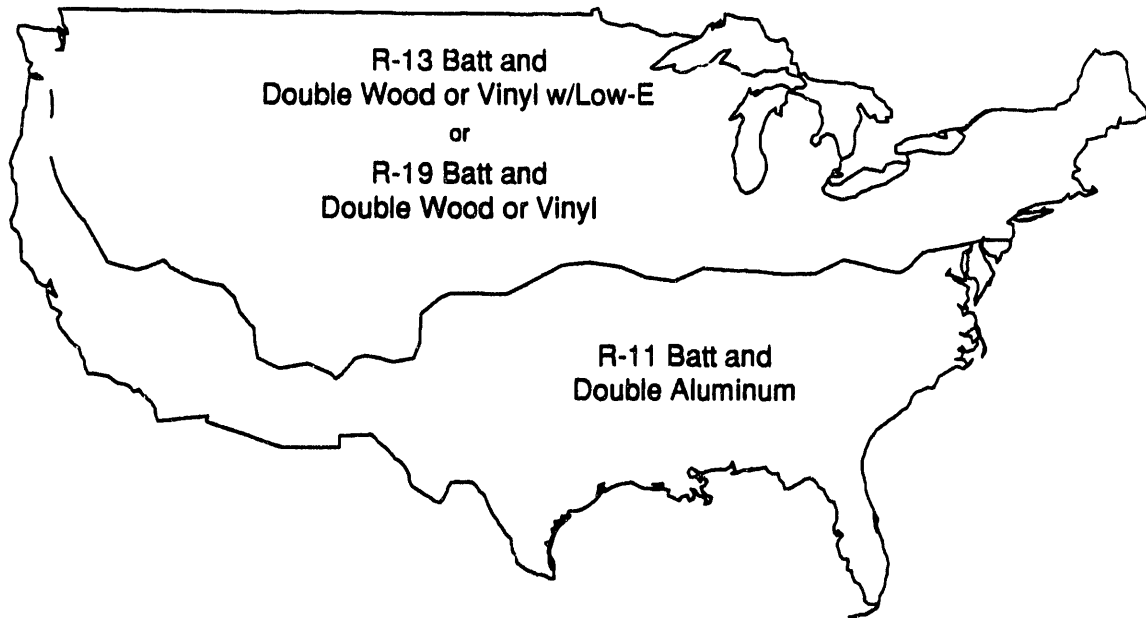 R-13 Batt and
Double Wood or Vinyl w/Low-E
or
R-19 Batt and
Double Wood or Vinyl
R-11 Batt and
Double Aluminum